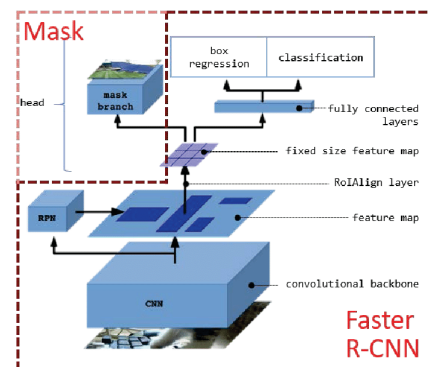 Mask
box
regression
classification
mask
branch
head
fully connected
layers
fixed size feature map
RoIAlign layer
RPN
feature map
convolutional backbone
CNN
Faster
R-CNN